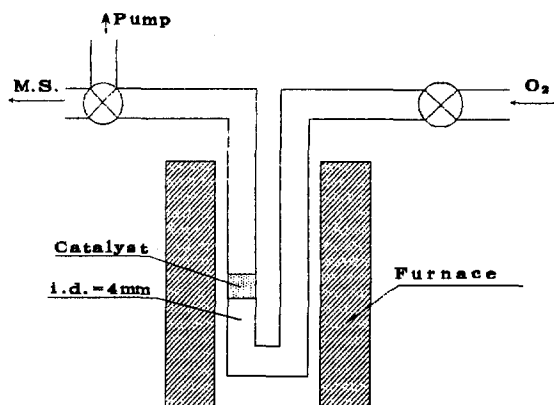 Pump
M.S.
O₂
Catalyst
i.d.=4mm
Furnace